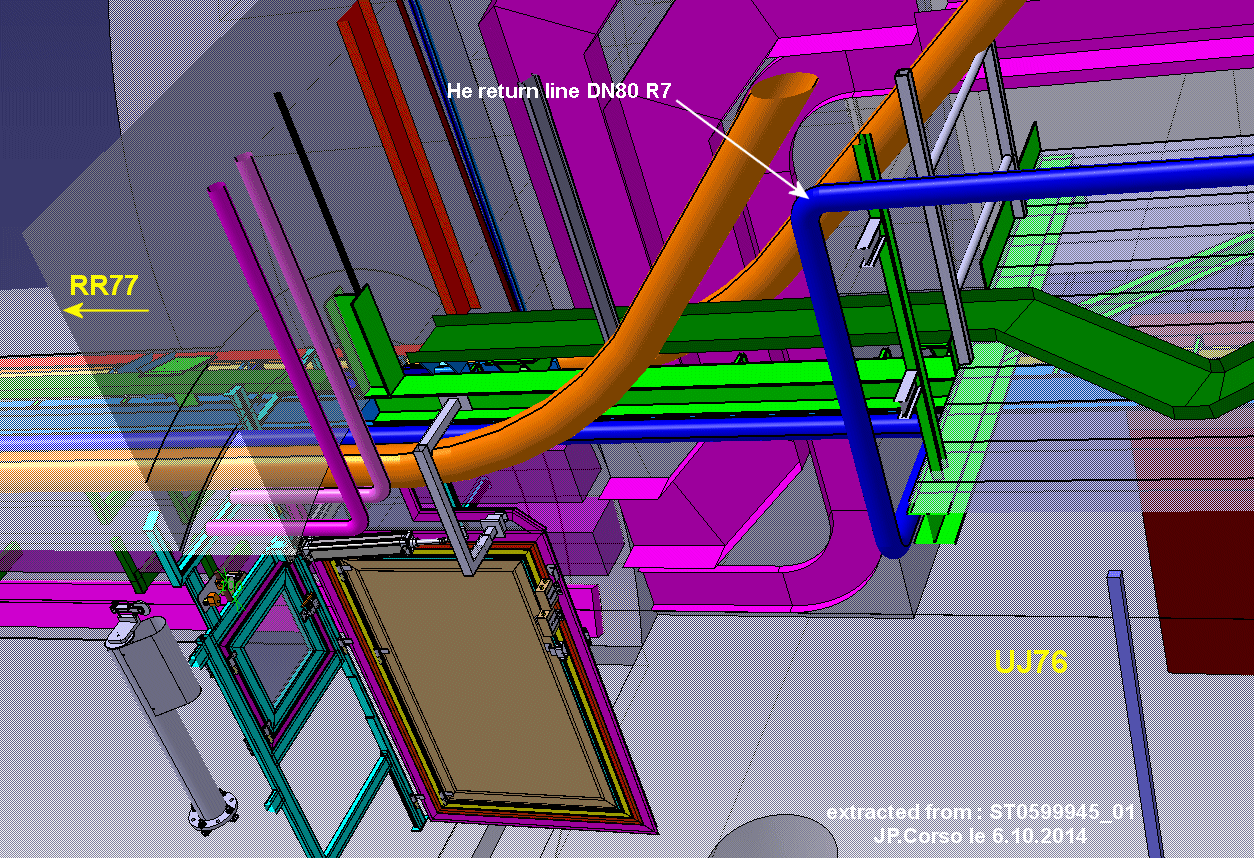 He return line DN80 R7
RR77
UJ76
extracted from : ST0599945_01
JP.Corso le 6.10.2014